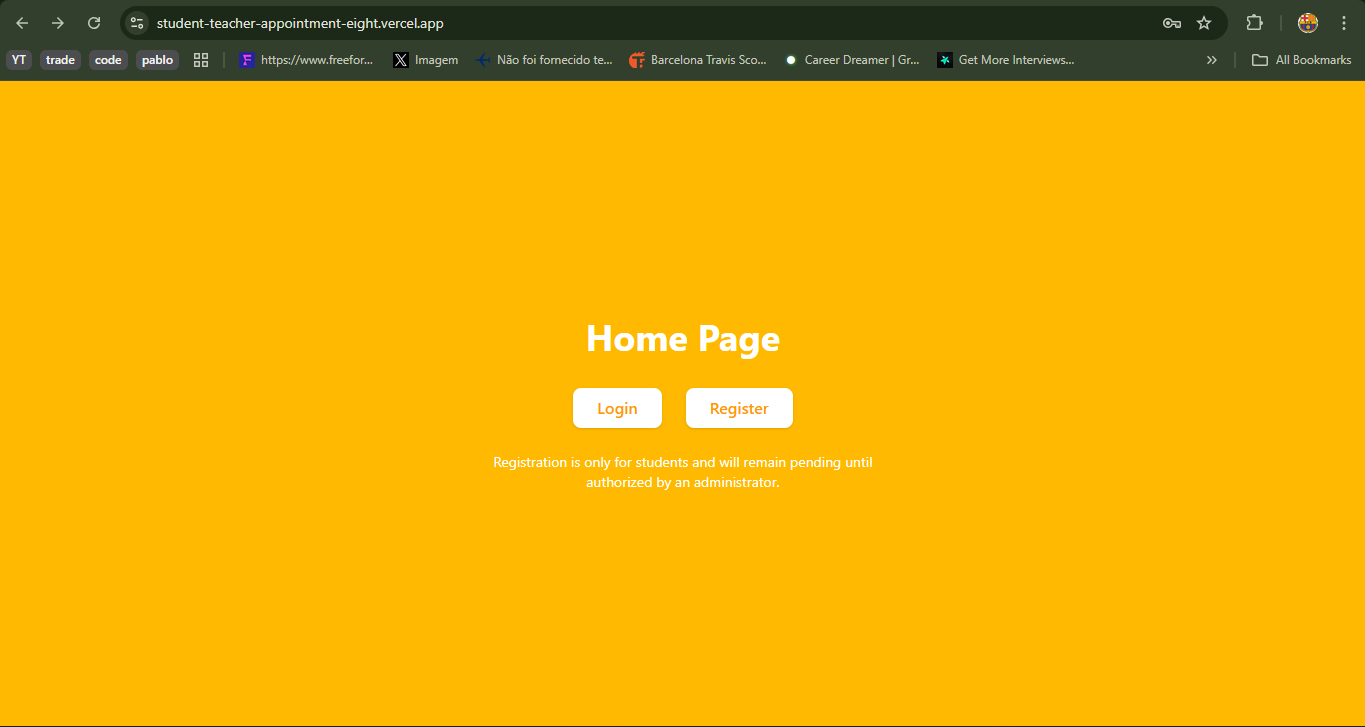 student-teacher-appointment-eight.vercel.app
YT trade code pablo https://www.freefor... Imagem Não foi fornecido te... Barcelona Travis Sco... Career Dreamer | Gr... Get More Interviews... All Bookmarks
Home Page
Login Register
Registration is only for students and will remain pending until
authorized by an administrator.